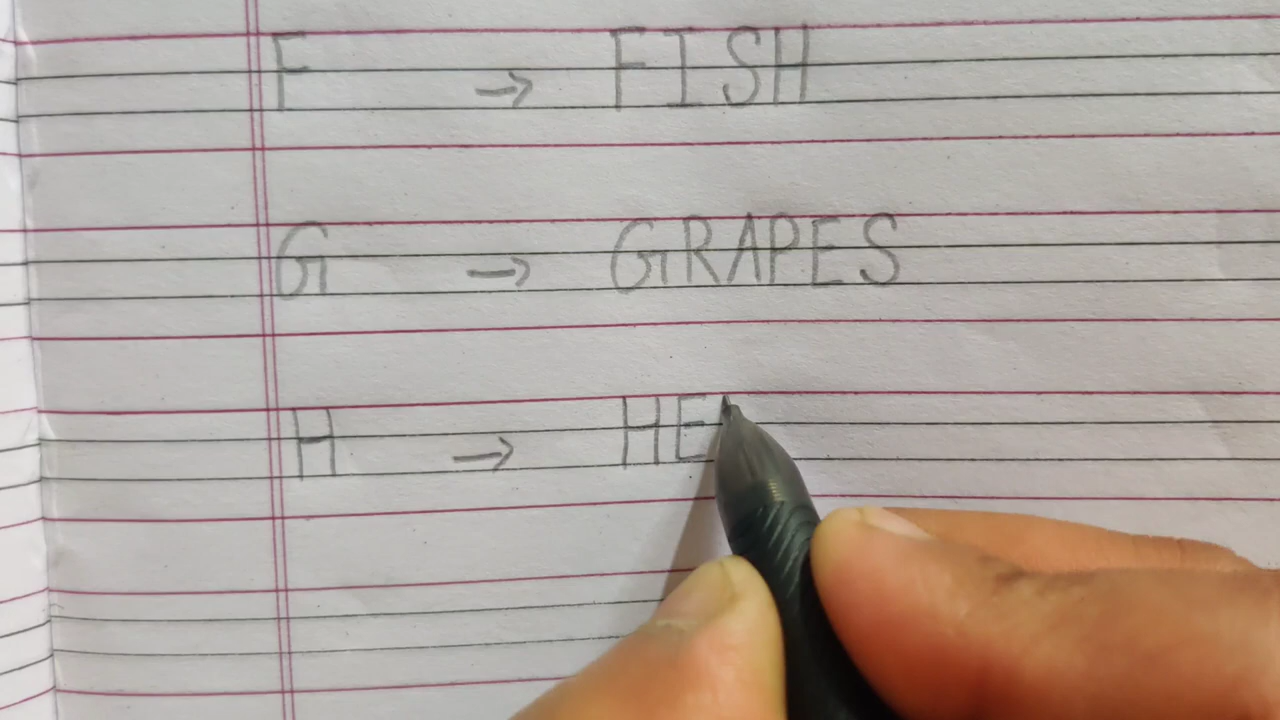 F → FISH
G → GRAPES
H → HE